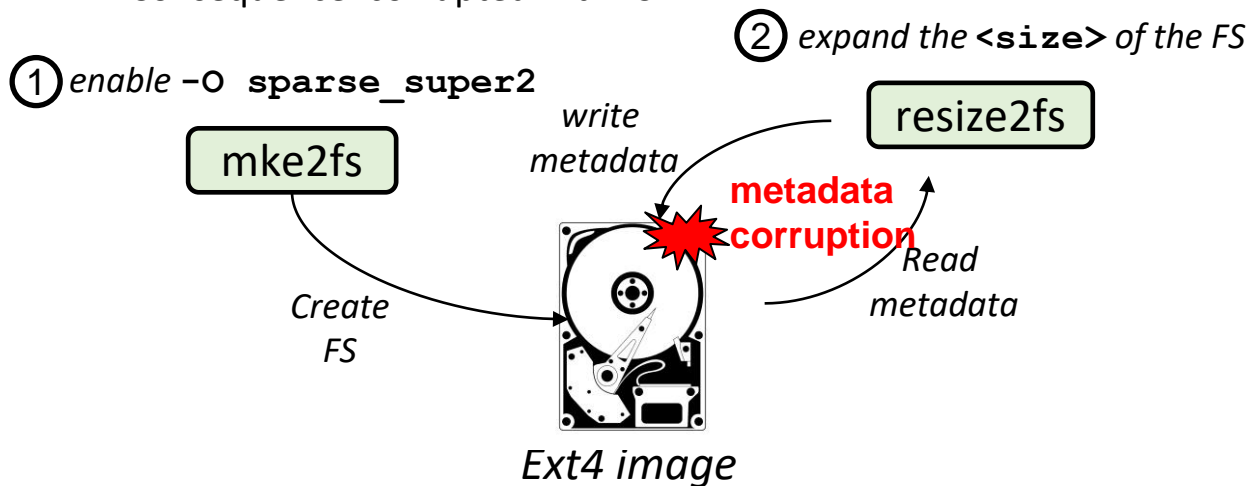 ① enable -O sparse_super2
② expand the <size> of the FS
mke2fs
write
metadata
resize2fs
metadata
corruption
Read
metadata
Create
FS
Ext4 image